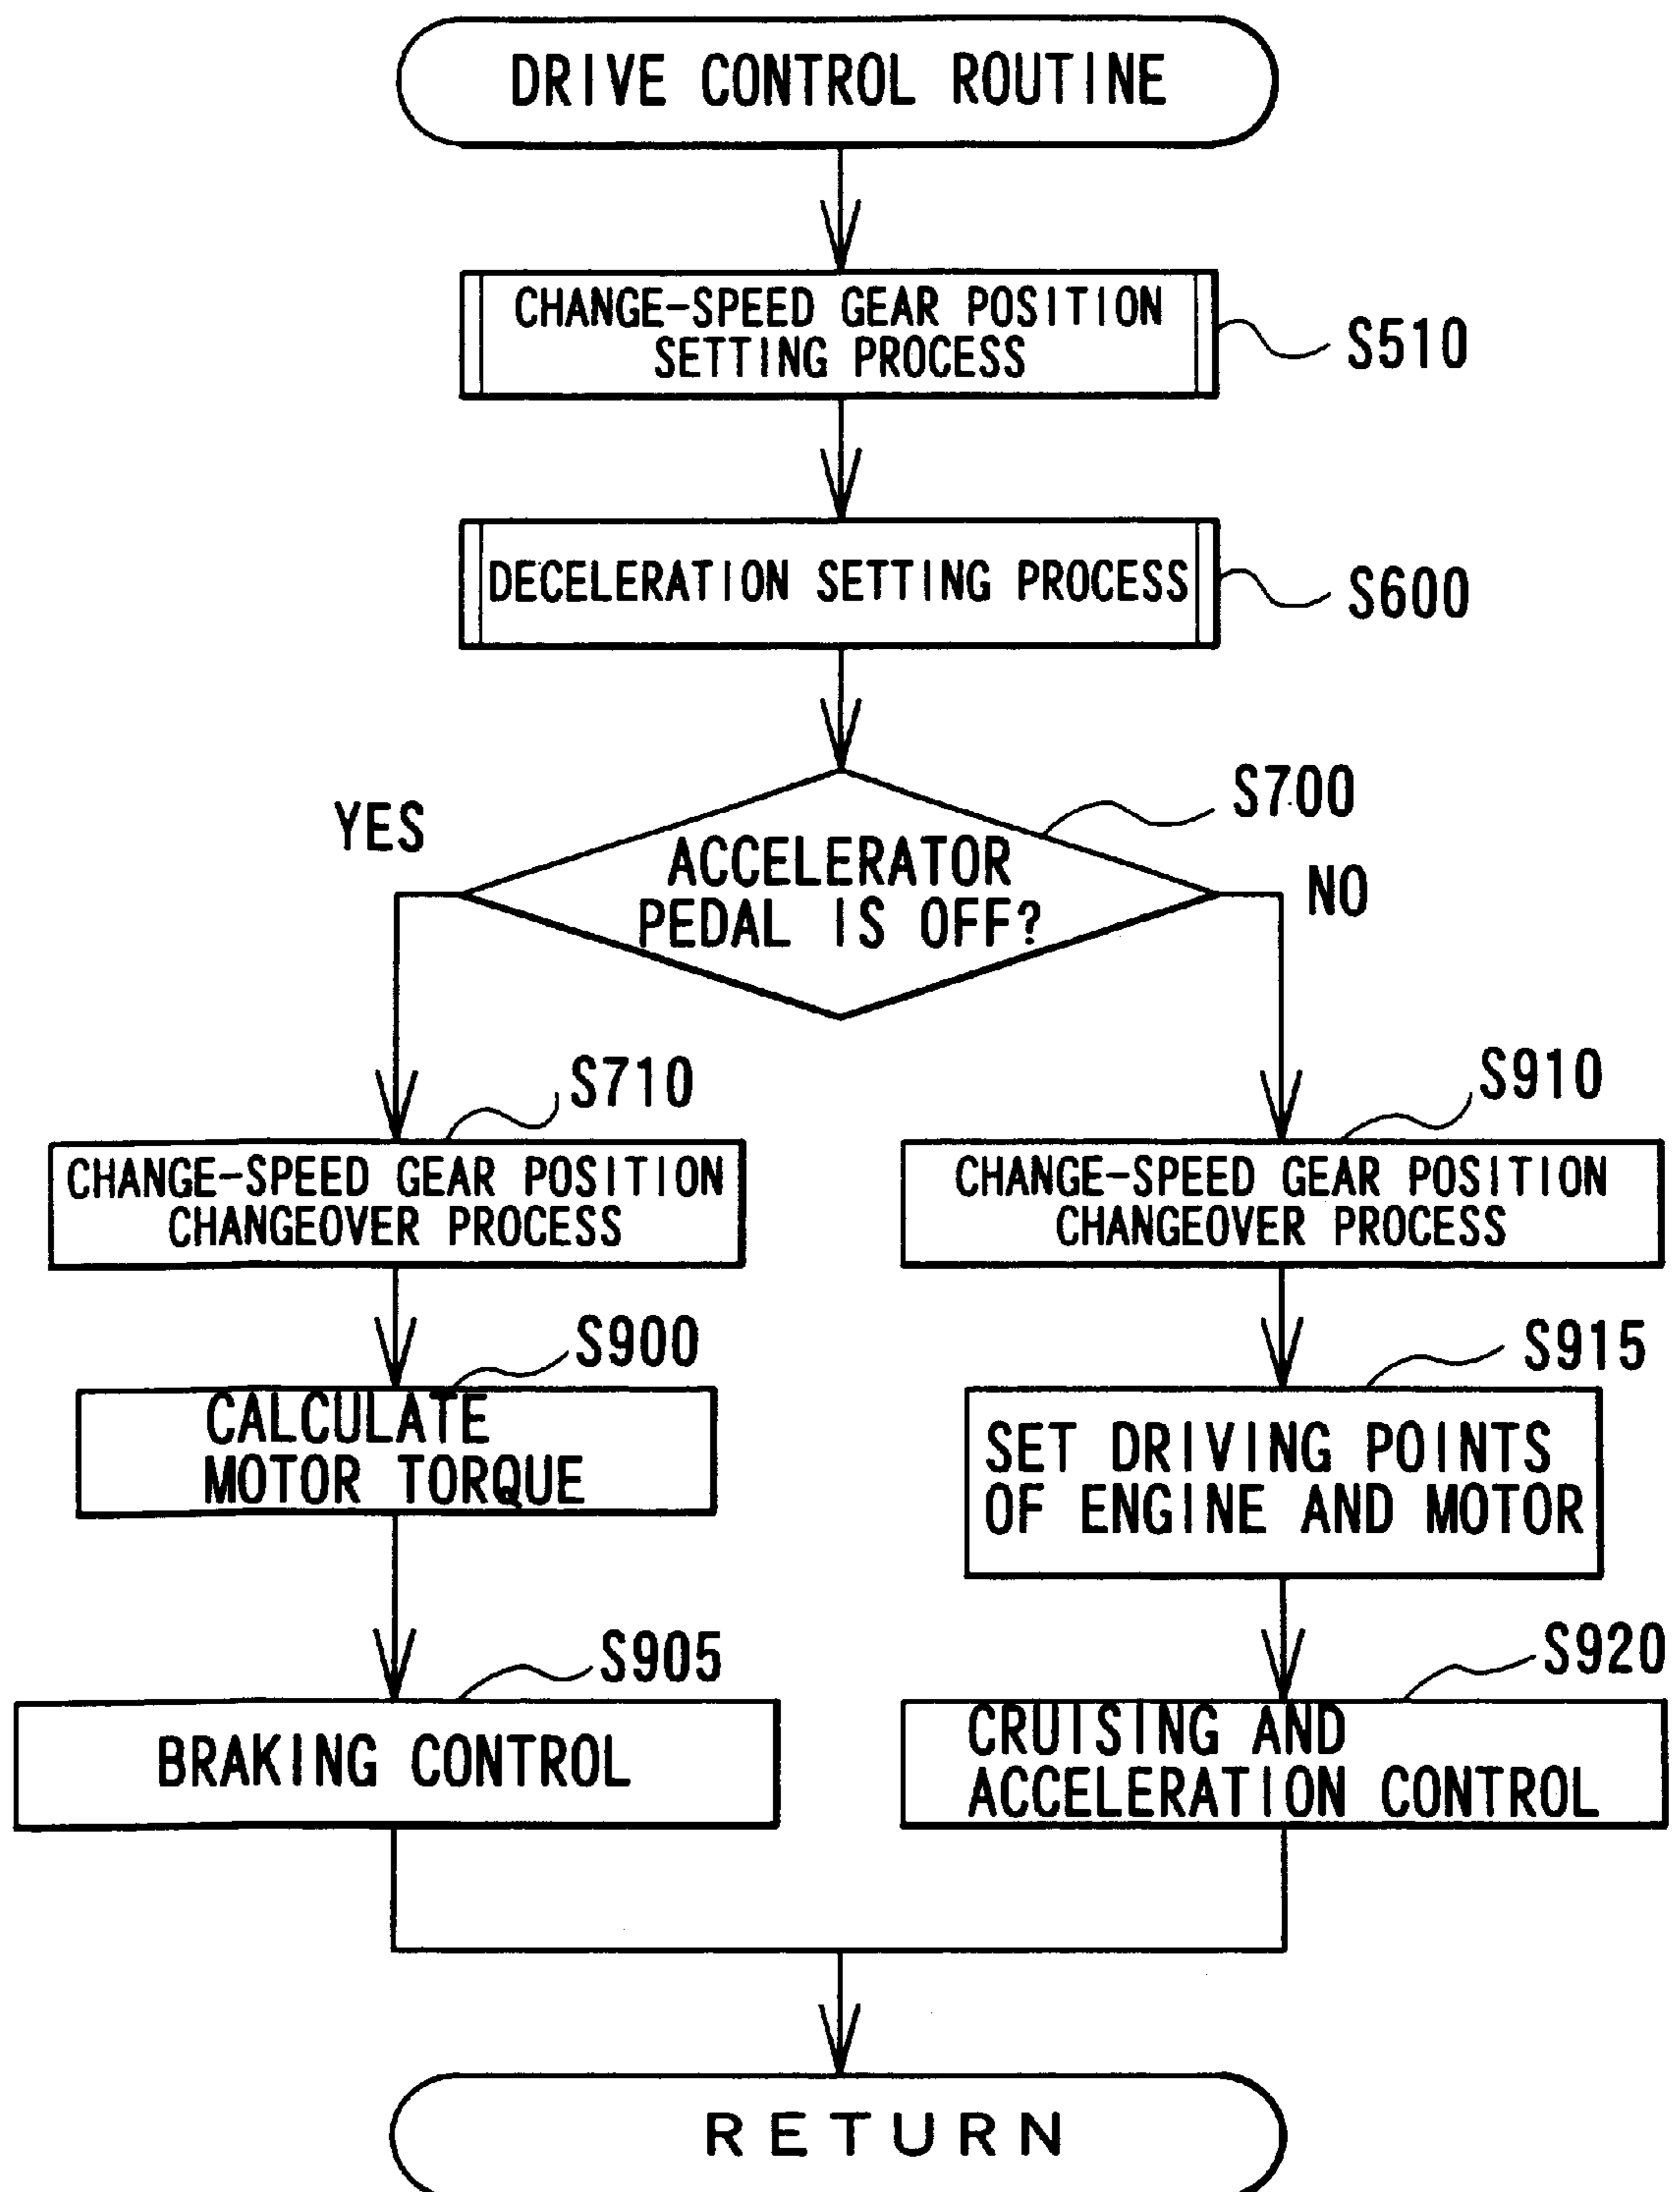 DRIVE CONTROL ROUTINE
CHANGE-SPEED GEAR POSITION
SETTING PROCESS
S510
DECELERATION SETTING PROCESS
S600
S700
YES
ACCELERATOR
PEDAL IS OFF?
NO
S710
CHANGE-SPEED GEAR POSITION
CHANGEOVER PROCESS
S910
CHANGE-SPEED GEAR POSITION
CHANGEOVER PROCESS
S900
CALCULATE
MOTOR TORQUE
S915
SET DRIVING POINTS
OF ENGINE AND MOTOR
S905
BRAKING CONTROL
S920
CRUISING AND
ACCELERATION CONTROL
RETURN